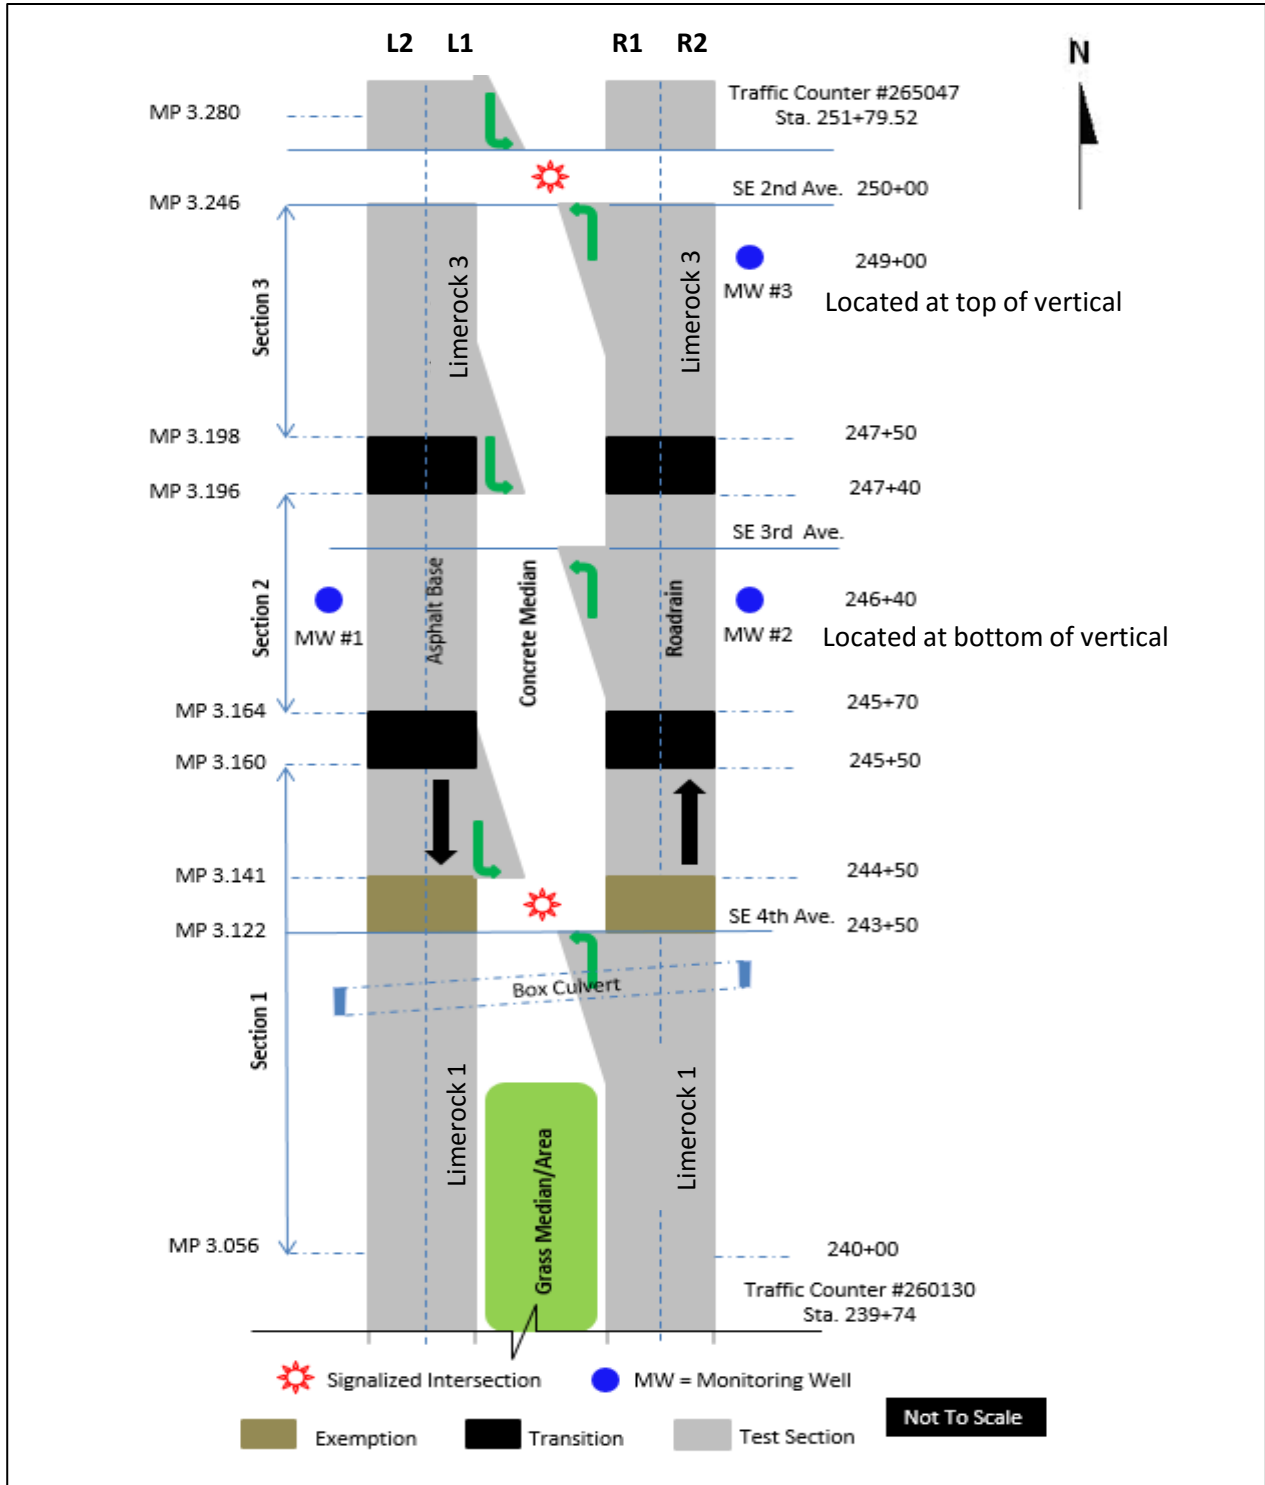 L2 L1 R1 R2
N
Traffic Counter #265047
Sta. 251+79.52
MP 3.280
SE 2nd Ave. 250+00
MP 3.246
Section 3
Limerock 3
Limerock 3
249+00
MW #3
Located at top of vertical
MP 3.198
247+50
MP 3.196
247+40
SE 3rd Ave.
Section 2
MW #1
Asphalt Base
Concrete Median
Roadrain
246+40
MW #2
Located at bottom of vertical
MP 3.164
245+70
MP 3.160
245+50
MP 3.141
244+50
SE 4th Ave. 243+50
MP 3.122
Box Culvert
Section 1
Limerock 1
Grass Median/Area
Limerock 1
MP 3.056
240+00
Traffic Counter #260130
Sta. 239+74
Signalized Intersection
MW = Monitoring Well
Exemption
Transition
Test Section
Not To Scale